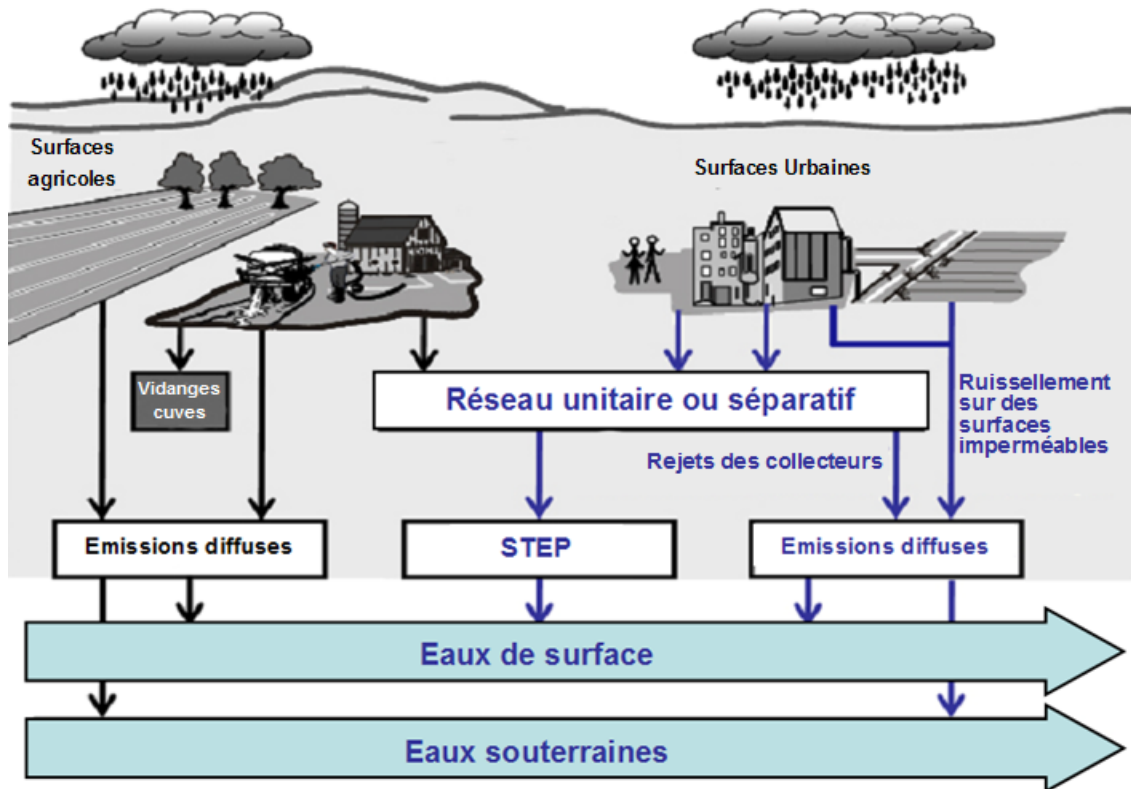 Surfaces
agricoles
Surfaces Urbaines
Vidanges
cuves
Réseau unitaire ou séparatif
Ruissellement
sur des
surfaces
imperméables
Rejets des collecteurs
Emissions diffuses
STEP
Emissions diffuses
Eaux de surface
Eaux souterraines